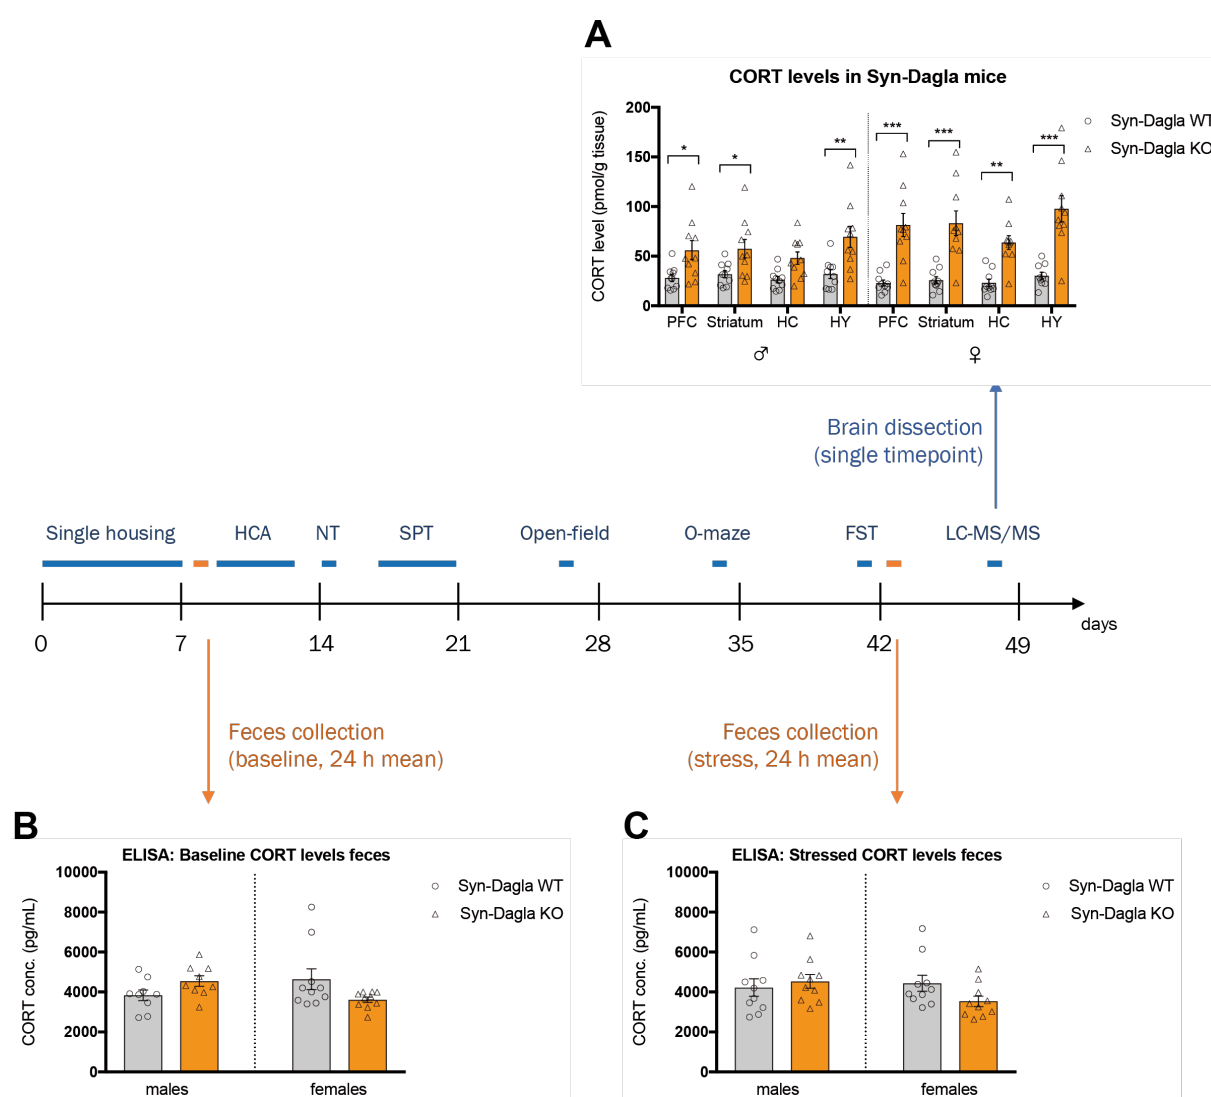 A
CORT levels in Syn-Dagla mice
CORT level (pmol/g tissue)
200
150
100
50
0
* * ** *** *** ** ***
Syn-Dagla WT
Syn-Dagla KO
PFC Striatum HC HY PFC Striatum HC HY
♂ ♀
Brain dissection
(single timepoint)
Single housing HCA NT SPT Open-field O-maze FST LC-MS/MS
0 7 14 21 28 35 42 49
days
Feces collection
(baseline, 24 h mean)
Feces collection
(stress, 24 h mean)
B
ELISA: Baseline CORT levels feces
CORT conc. (pg/mL)
10000
8000
6000
4000
2000
0
Syn-Dagla WT
Syn-Dagla KO
males females
C
ELISA: Stressed CORT levels feces
CORT conc. (pg/mL)
10000
8000
6000
4000
2000
0
Syn-Dagla WT
Syn-Dagla KO
males females